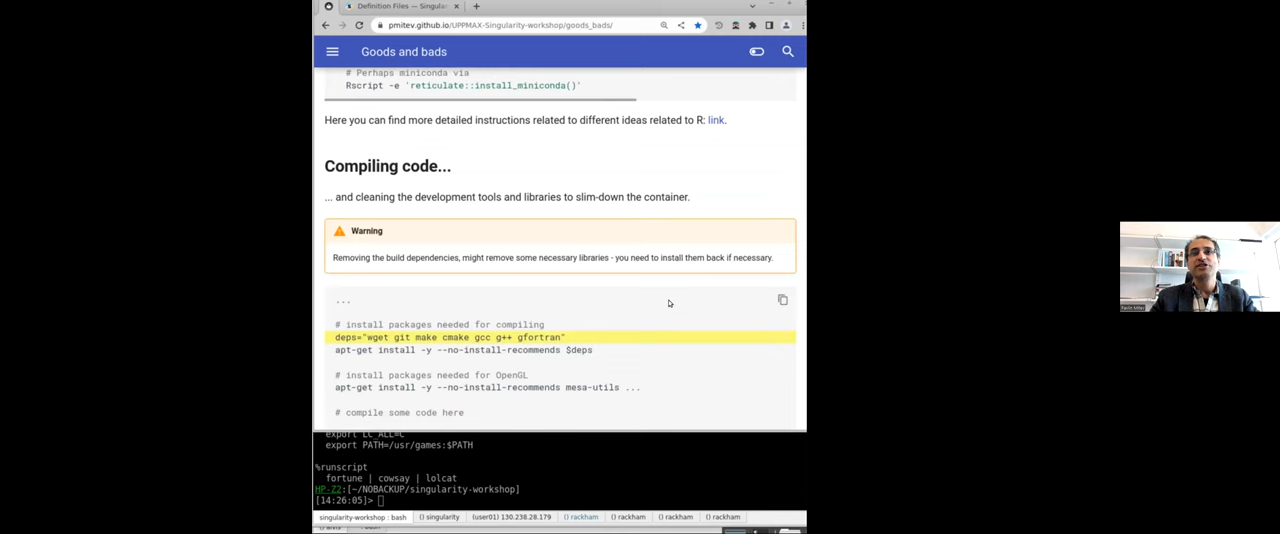 Definition Files — Singular
pmitev.github.io/UPPMAX-Singularity-workshop/goods_bads/
Goods and bads
# Perhaps miniconda via
Rscript -e 'reticulate::install_miniconda()'
Here you can find more detailed instructions related to different ideas related to R: link.
Compiling code...
... and cleaning the development tools and libraries to slim-down the container.
Warning
Removing the build dependencies, might remove some necessary libraries - you need to install them back if necessary.
...
# install packages needed for compiling
deps="wget git make cmake gcc g++ gfortran"
apt-get install -y --no-install-recommends $deps
# install packages needed for OpenGL
apt-get install -y --no-install-recommends mesa-utils ...
# compile some code here
export LC_ALL=C
export PATH=/usr/games:$PATH
%runscript
fortune | cowsay | lolcat
HP-Z2:[~/NOBACKUP/singularity-workshop]
[14:26:05]>
singularity-workshop : bash () singularity (user01) 130.238.28.179 () rackham () rackham () rackham () rackham